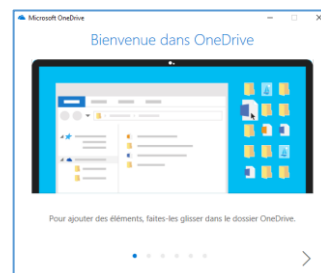 Microsoft OneDrive
Bienvenue dans OneDrive
Pour ajouter des éléments, faites-les glisser dans le dossier OneDrive.